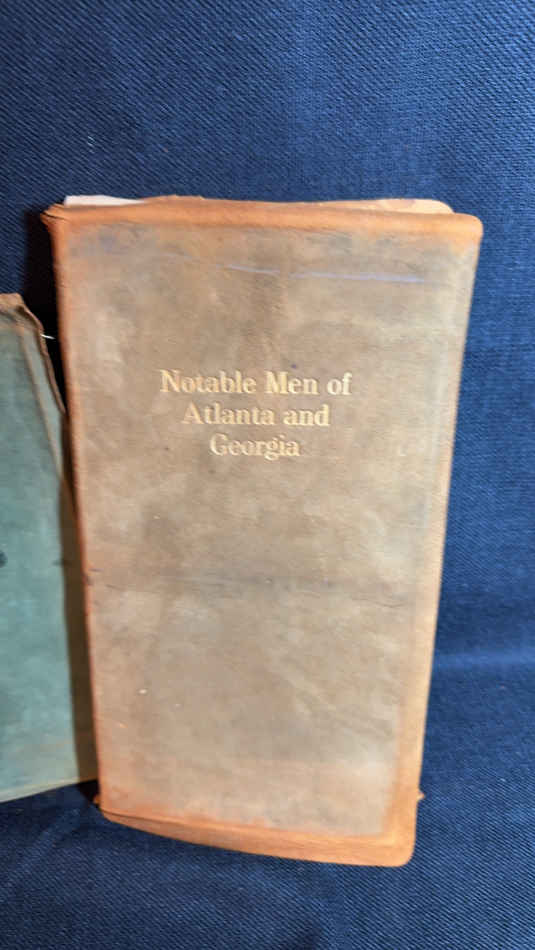 Notable Men of
Atlanta and
Georgia